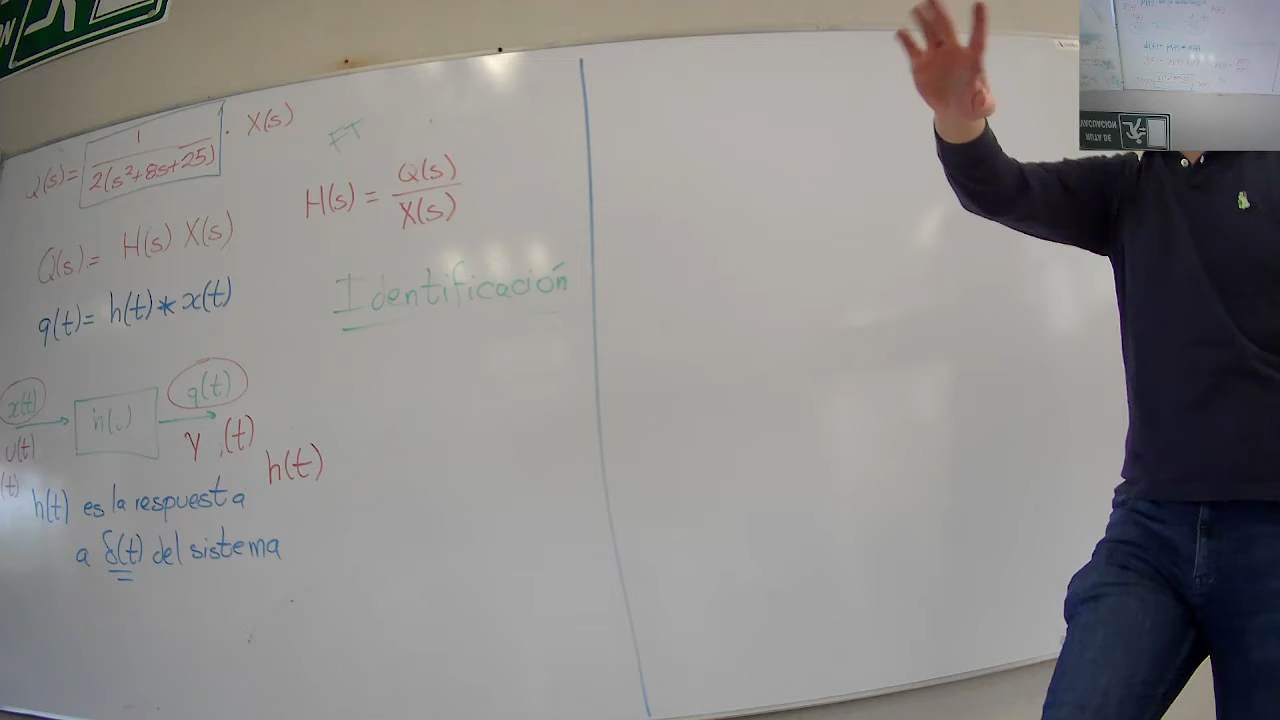 Q(s) = 1 / 2(s²+8s+25) · X(s)
Q(s) = H(s) X(s)
q(t) = h(t) * x(t)
x(t) h(t) q(t)
u(t) y(t)
h(t)
h(t) es la respuesta
a δ(t) del sistema
FT
H(s) = Q(s) / X(s)
Identificación